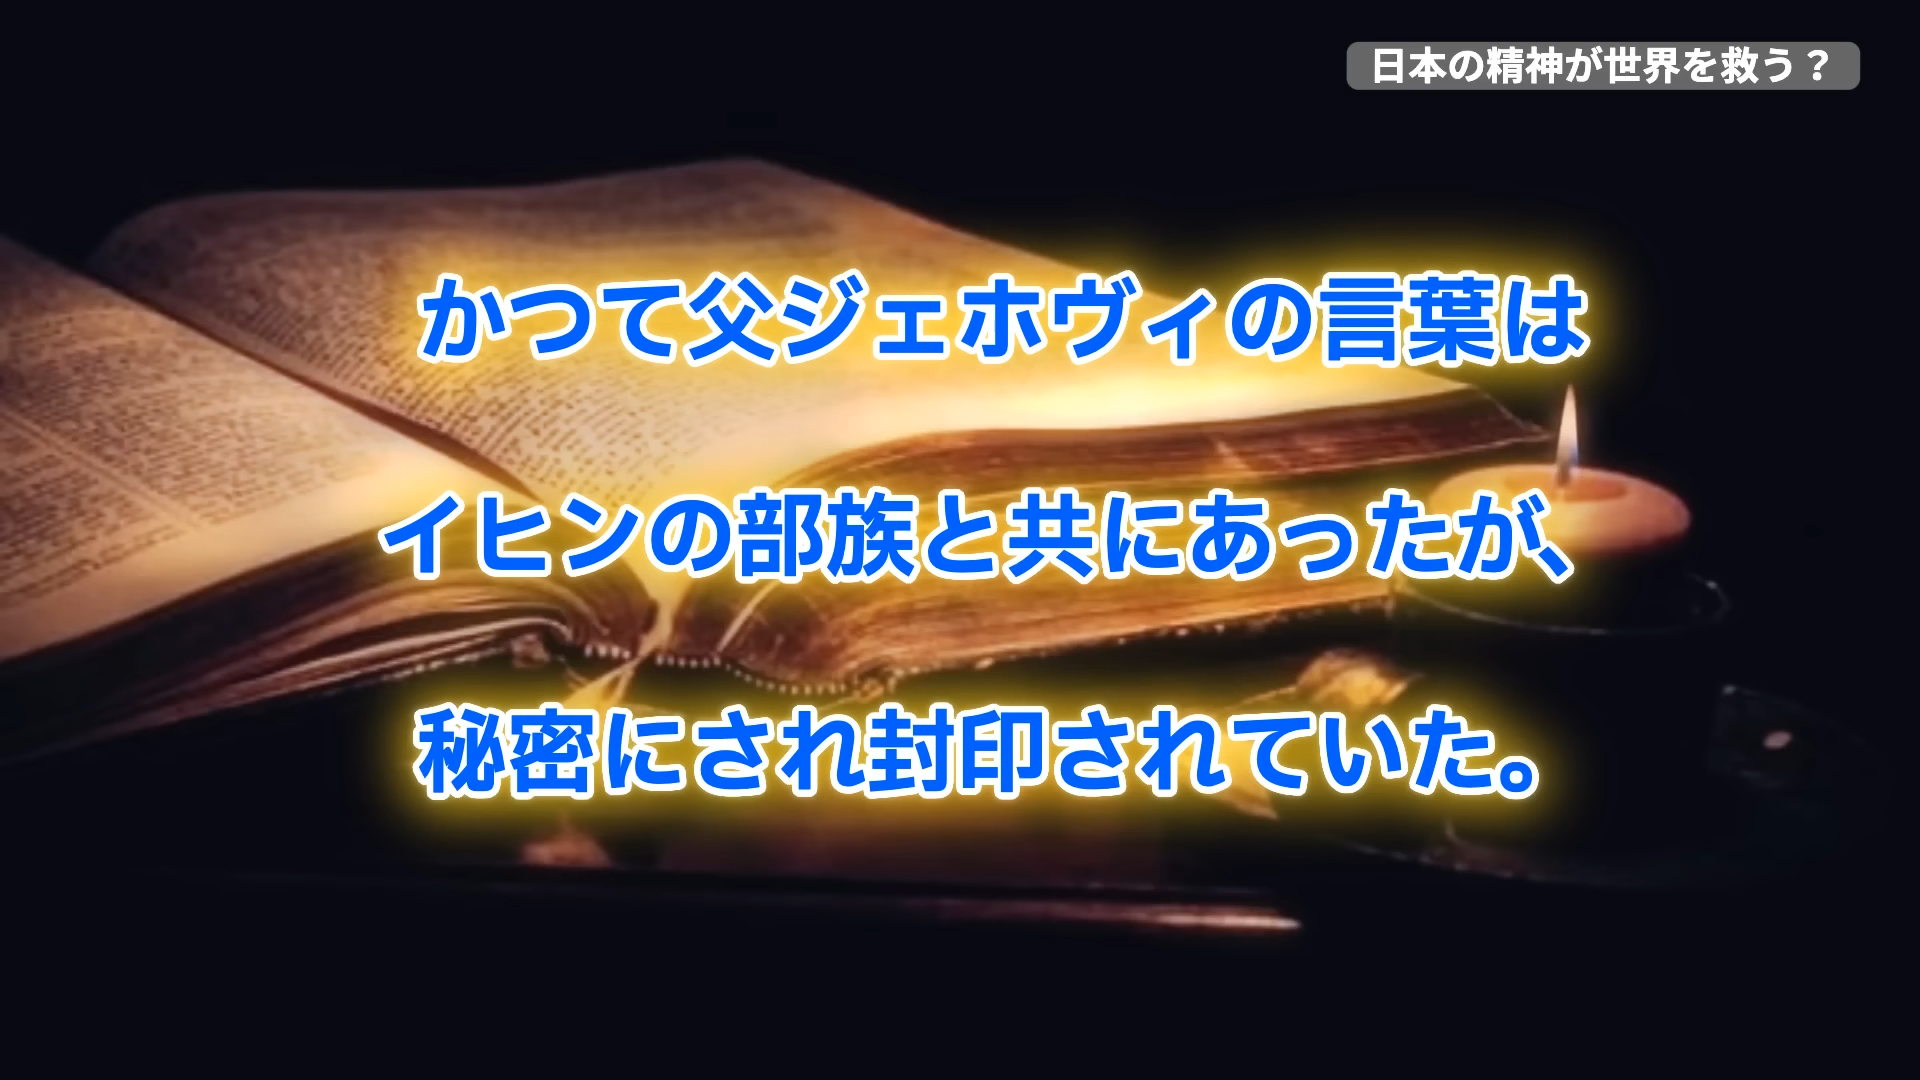 日本の精神が世界を救う？
かつて父ジェホヴィの言葉は
イヒンの部族と共にあったが、
秘密にされ封印されていた。